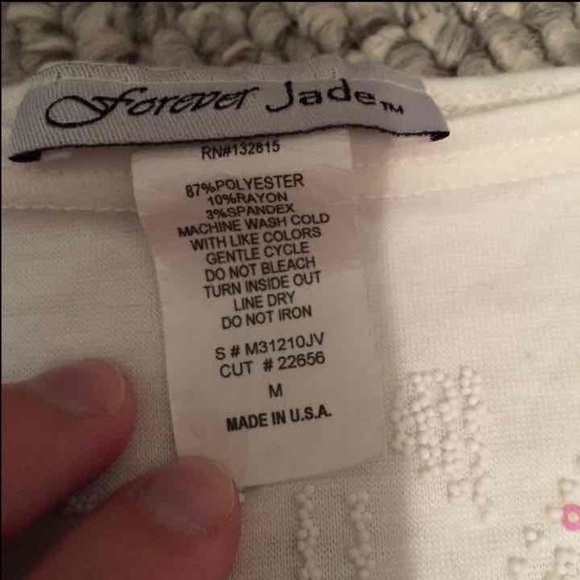 Forever Jade™
RN#132815
87%POLYESTER
10%RAYON
3%SPANDEX
MACHINE WASH COLD
WITH LIKE COLORS
GENTLE CYCLE
DO NOT BLEACH
TURN INSIDE OUT
LINE DRY
DO NOT IRON
S # M31210JV
CUT # 22656
M
MADE IN U.S.A.